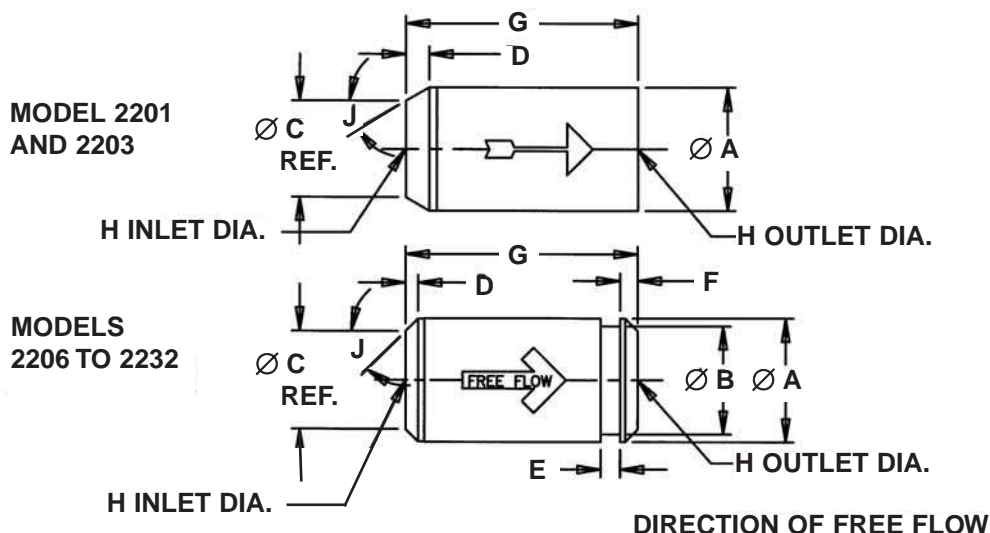 G
D
MODEL 2201
AND 2203
J
Ø C
REF.
Ø A
H INLET DIA.
H OUTLET DIA.
G
D
F
MODELS
2206 TO 2232
J
Ø C
REF.
FREE FLOW
Ø B
Ø A
E
H OUTLET DIA.
H INLET DIA.
DIRECTION OF FREE FLOW